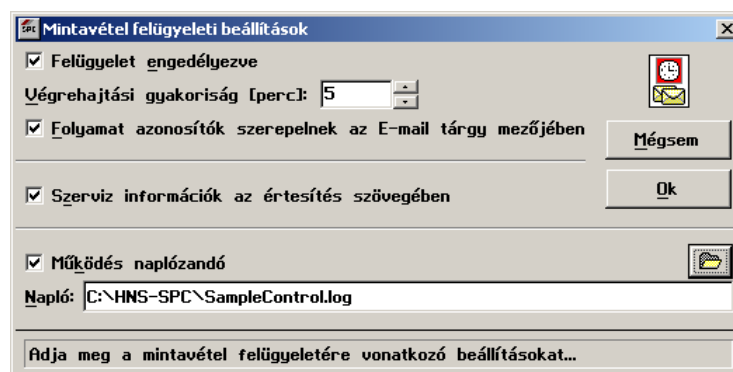 SPC Mintavétel felügyeleti beállítások
Felügyelet engedélyezve
Végrehajtási gyakoriság [perc]: 5
Folyamat azonosítók szerepelnek az E-mail tárgy mezőjében
Mégsem
Szerviz információk az értesítés szövegében
Ok
Működés naplózandó
Napló: C:\HNS-SPC\SampleControl.log
Adja meg a mintavétel felügyeletére vonatkozó beállításokat...